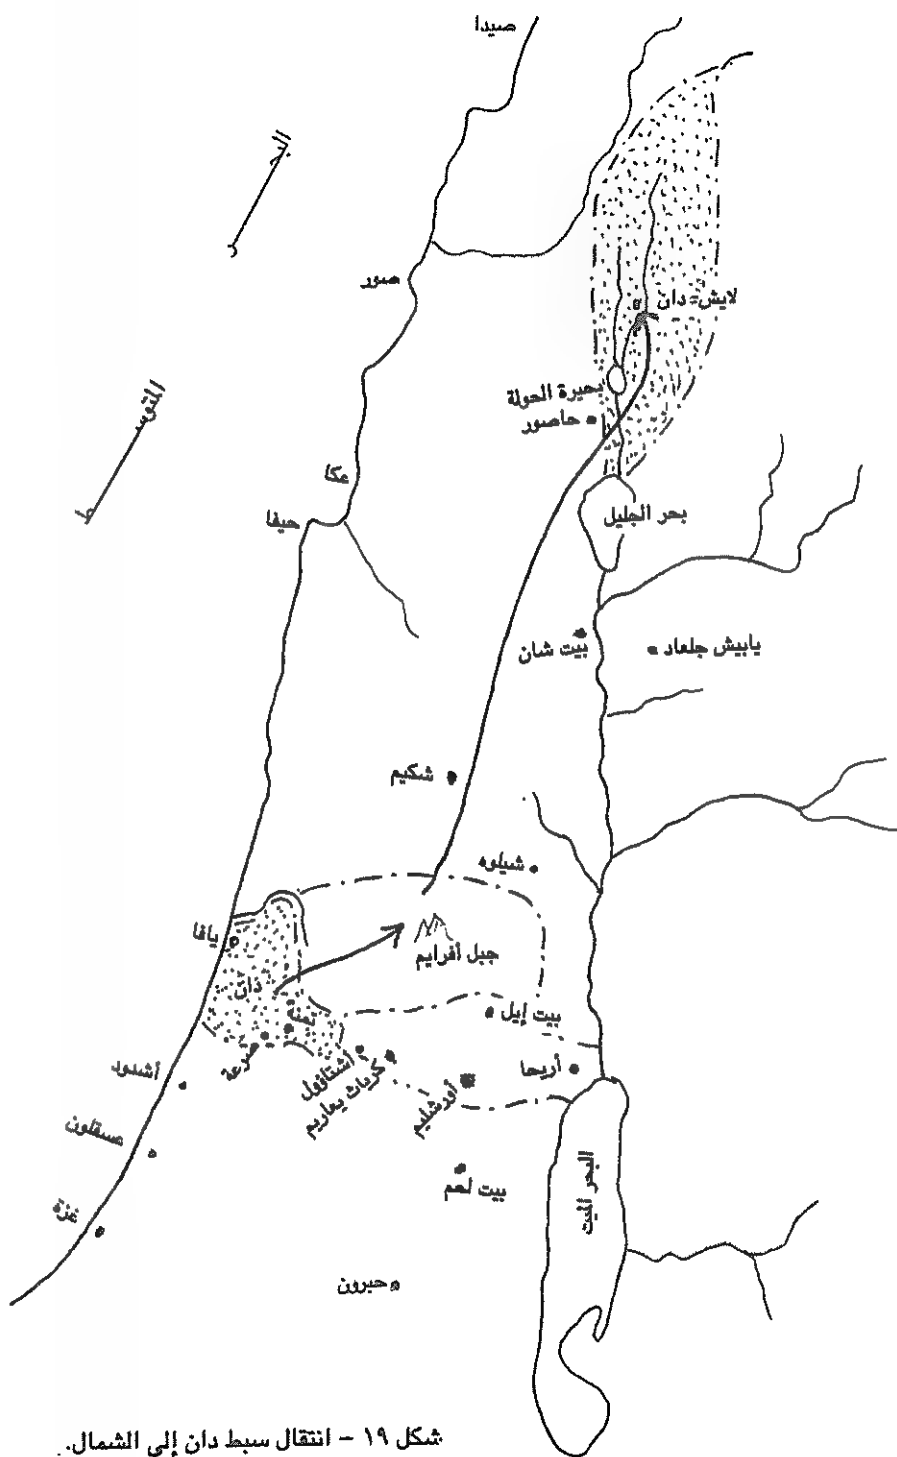 صيدا
البحر
المتوسط
صور
لايش= دان
بحيرة الحولة
حاصور
عكا
حيفا
بحر الجليل
بيت شان
يابيش جلعاد
شكيم
شيلوه
يافا
جبل أفرايم
دان
تمنة
بيت إيل
صرعة
أشتاؤول
كريات يعاريم
أورشليم
أريحا
أشدود
عسقلون
بيت لحم
البحر الميت
غزة
حبرون
شكل ١٩ – انتقال سبط دان إلى الشمال.